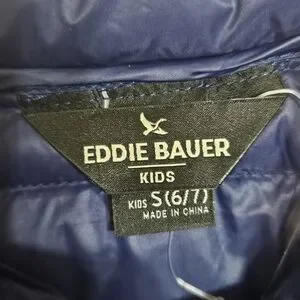 EDDIE BAUER
KIDS
KIDS S(6/7)
MADE IN CHINA